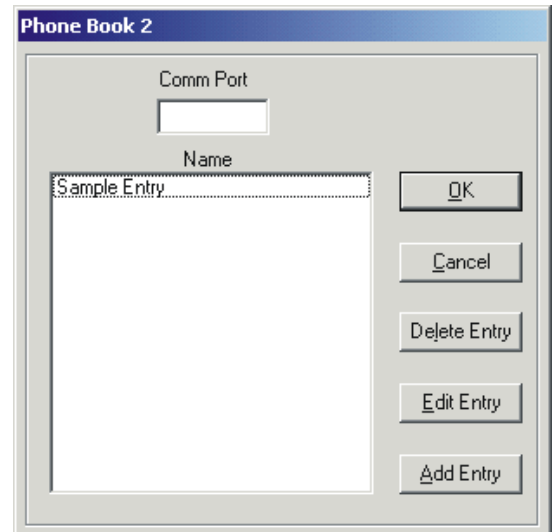 Phone Book 2
Comm Port
Name
Sample Entry
OK
Cancel
Delete Entry
Edit Entry
Add Entry